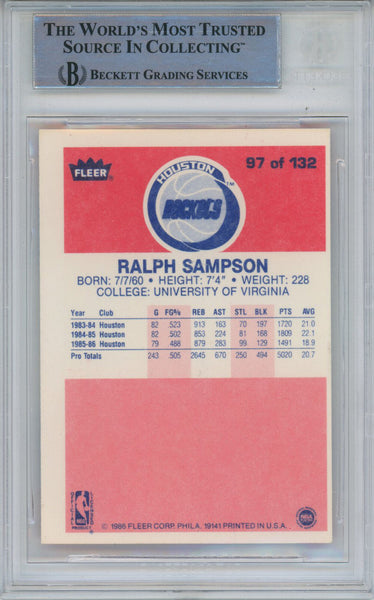 THE WORLD'S MOST TRUSTED
SOURCE IN COLLECTING™
B BECKETT GRADING SERVICES
FLEER®
HOUSTON
ROCKETS
TM
97 of 132
RALPH SAMPSON
BORN: 7/7/60 • HEIGHT: 7'4" • WEIGHT: 228
COLLEGE: UNIVERSITY OF VIRGINIA
Year Club G FG% REB AST STL BLK PTS AVG
1983-84 Houston 82 .523 913 163 70 197 1720 21.0
1984-85 Houston 82 .502 853 224 81 168 1809 22.1
1985-86 Houston 79 .488 879 283 99 129 1491 18.9
Pro Totals 243 .505 2645 670 250 494 5020 20.7
NBA
© 1986 FLEER CORP. PHILA. 19141 PRINTED IN U.S.A.